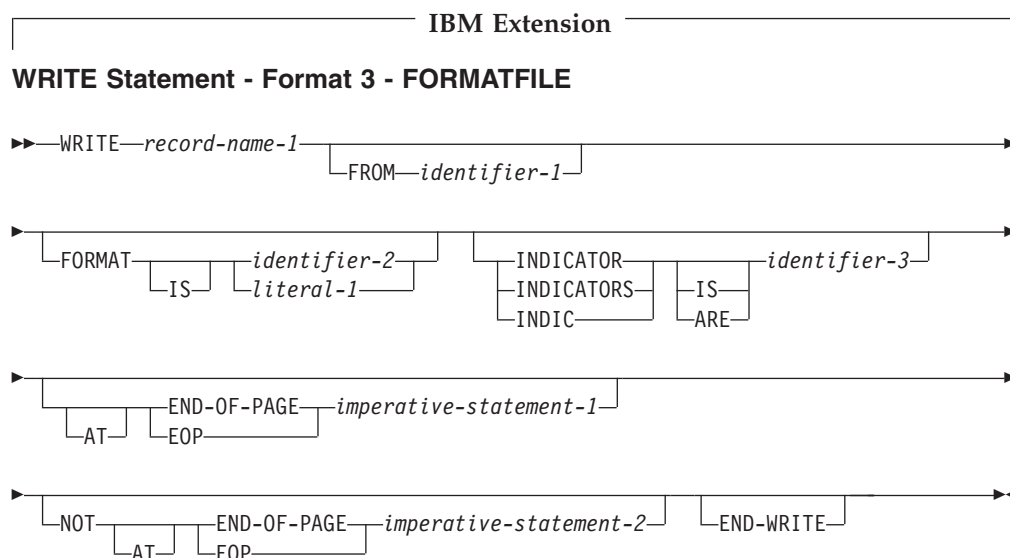 IBM Extension
WRITE Statement - Format 3 - FORMATFILE
WRITE record-name-1
FROM identifier-1
FORMAT identifier-2 INDICATOR identifier-3
IS literal-1 INDICATORS IS
INDIC ARE
END-OF-PAGE imperative-statement-1
AT EOP
NOT END-OF-PAGE imperative-statement-2 END-WRITE
AT EOP